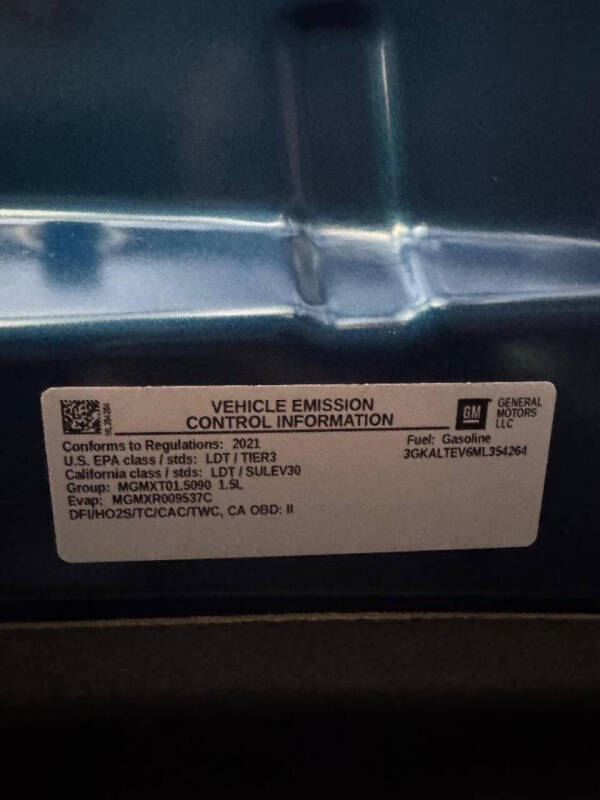 VEHICLE EMISSION
CONTROL INFORMATION
GM
GENERAL
MOTORS
LLC
ML354264
Conforms to Regulations: 2021
Fuel: Gasoline
U.S. EPA class / stds: LDT / TIER3
3GKALTEV6ML354264
California class / stds: LDT / SULEV30
Group: MGMXT01.5090 1.5L
Evap: MGMXR009537C
DFI/HO2S/TC/CAC/TWC, CA OBD: II